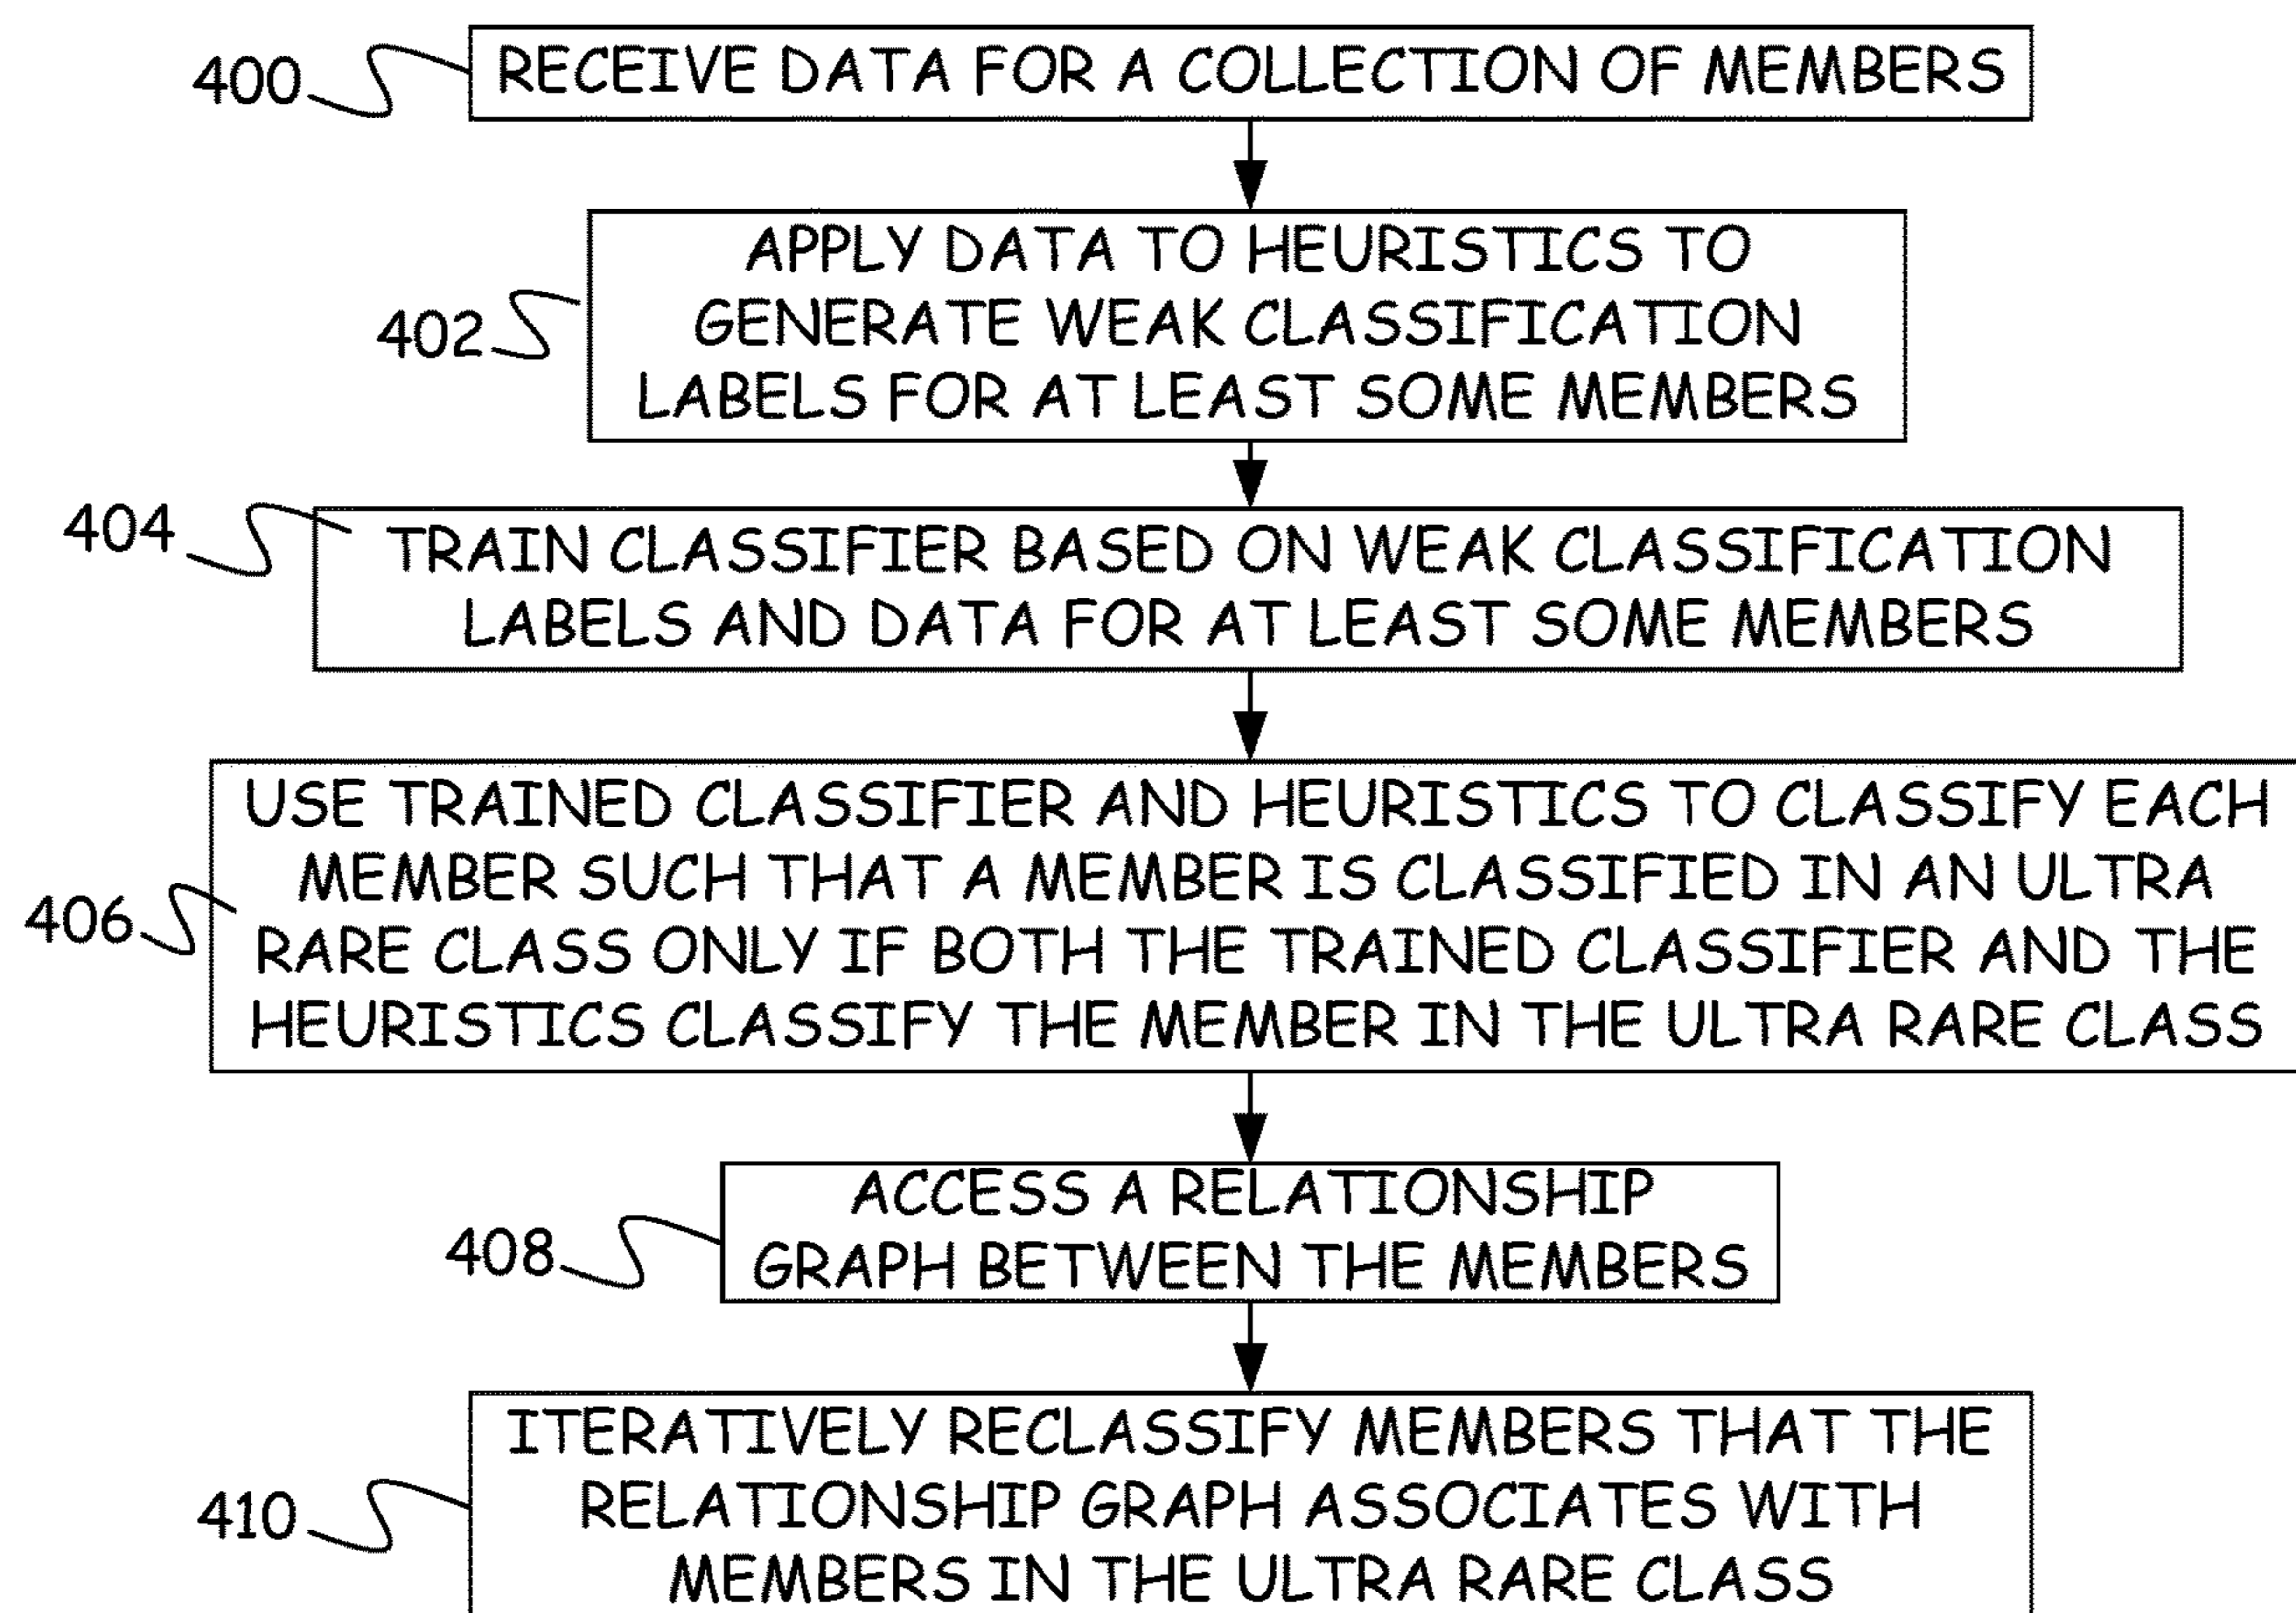 400
RECEIVE DATA FOR A COLLECTION OF MEMBERS
402
APPLY DATA TO HEURISTICS TO
GENERATE WEAK CLASSIFICATION
LABELS FOR AT LEAST SOME MEMBERS
404
TRAIN CLASSIFIER BASED ON WEAK CLASSIFICATION
LABELS AND DATA FOR AT LEAST SOME MEMBERS
406
USE TRAINED CLASSIFIER AND HEURISTICS TO CLASSIFY EACH
MEMBER SUCH THAT A MEMBER IS CLASSIFIED IN AN ULTRA
RARE CLASS ONLY IF BOTH THE TRAINED CLASSIFIER AND THE
HEURISTICS CLASSIFY THE MEMBER IN THE ULTRA RARE CLASS
408
ACCESS A RELATIONSHIP
GRAPH BETWEEN THE MEMBERS
410
ITERATIVELY RECLASSIFY MEMBERS THAT THE
RELATIONSHIP GRAPH ASSOCIATES WITH
MEMBERS IN THE ULTRA RARE CLASS